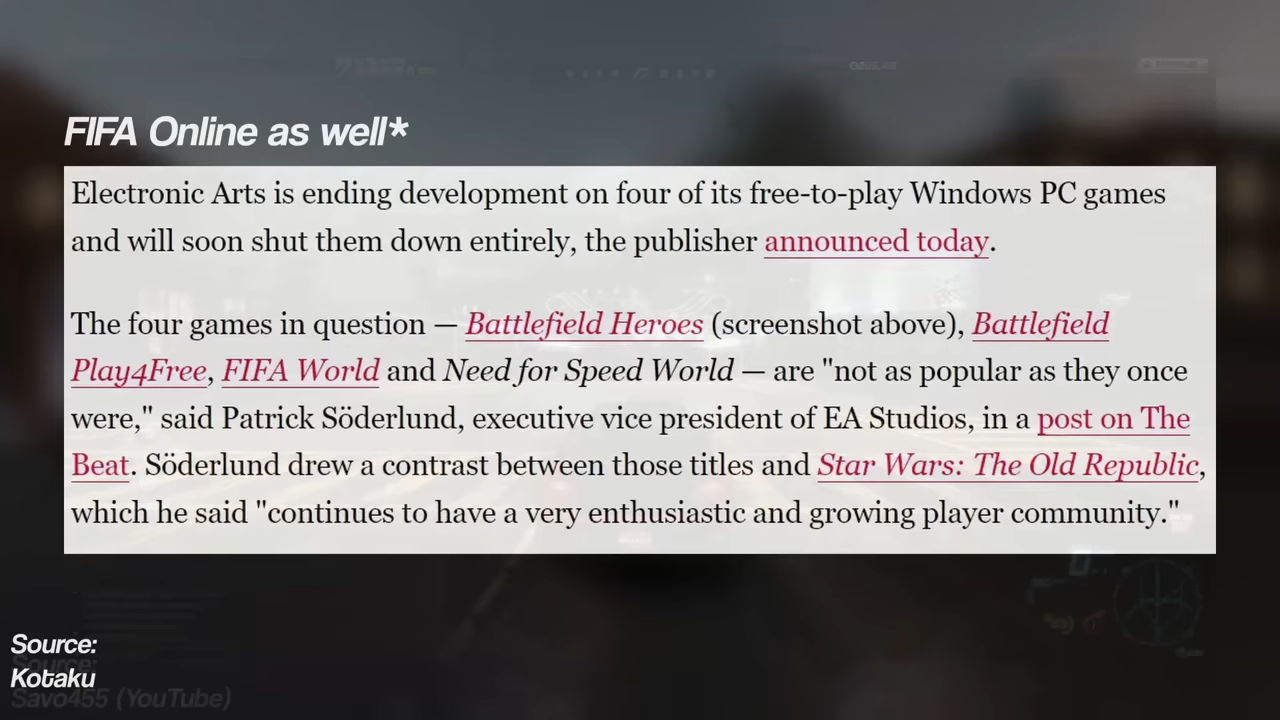 FIFA Online as well*
Electronic Arts is ending development on four of its free-to-play Windows PC games
and will soon shut them down entirely, the publisher announced today.
The four games in question — Battlefield Heroes (screenshot above), Battlefield
Play4Free, FIFA World and Need for Speed World — are "not as popular as they once
were," said Patrick Söderlund, executive vice president of EA Studios, in a post on The
Beat. Söderlund drew a contrast between those titles and Star Wars: The Old Republic,
which he said "continues to have a very enthusiastic and growing player community."
Source:
Source:
Kotaku
Savo455 (YouTube)